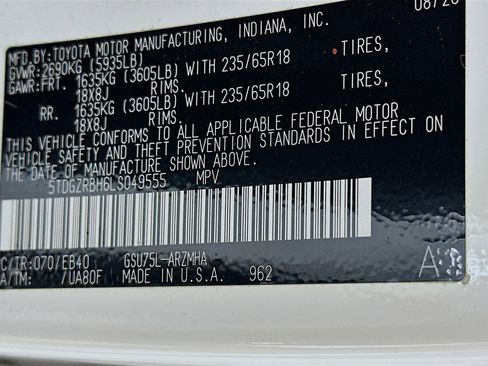 08/20
MFD.BY: TOYOTA MOTOR MANUFACTURING, INDIANA, INC.
GVWR: 2690KG (5935LB)
GAWR: FRT. 1635KG (3605LB) WITH 235/65R18 TIRES,
18X8J RIMS.
RR. 1635KG (3605LB) WITH 235/65R18 TIRES,
18X8J RIMS.
THIS VEHICLE CONFORMS TO ALL APPLICABLE FEDERAL MOTOR
VEHICLE SAFETY AND THEFT PREVENTION STANDARDS IN EFFECT ON
THE DATE OF MANUFACTURE SHOWN ABOVE.
5TDGZRBH6LS049555 MPV
C/TR:070/EB40 GSU75L-ARZMHA
A/TM: /UA80F MADE IN U.S.A. 962 A